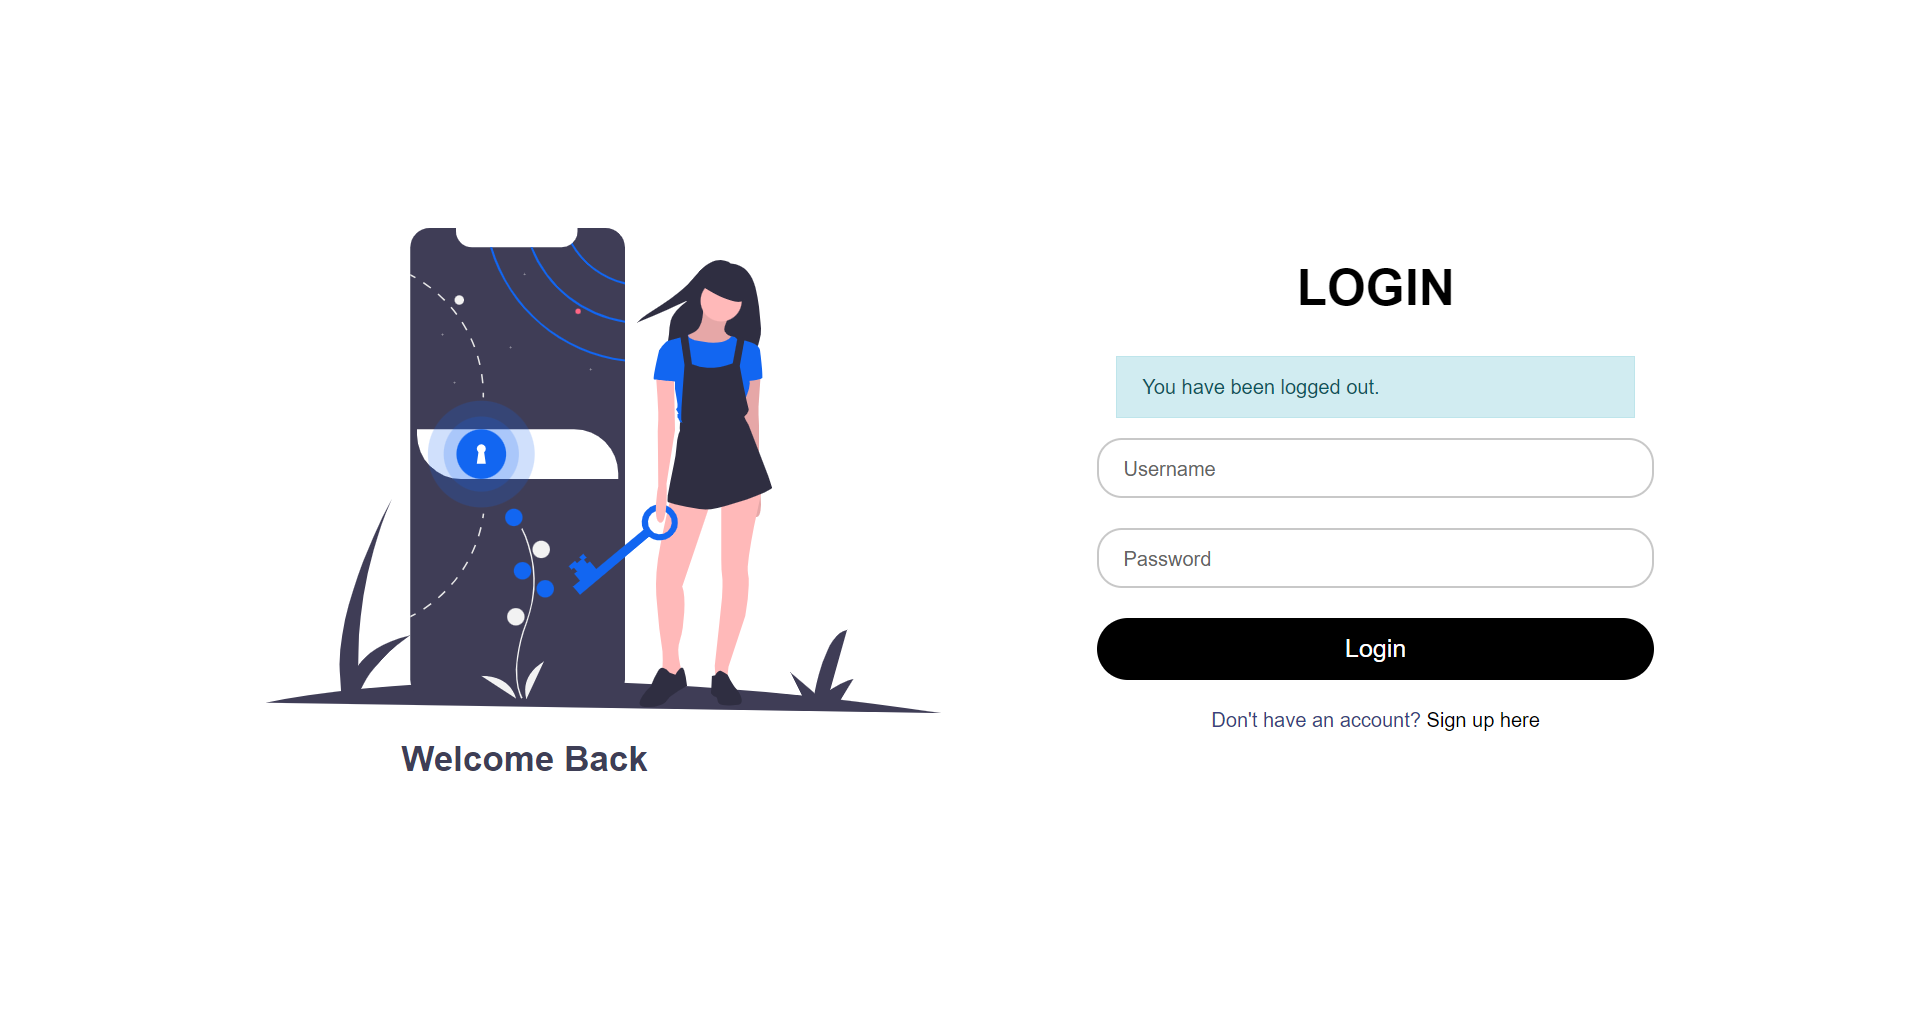 LOGIN
You have been logged out.
Username
Password
Login
Don't have an account? Sign up here
Welcome Back